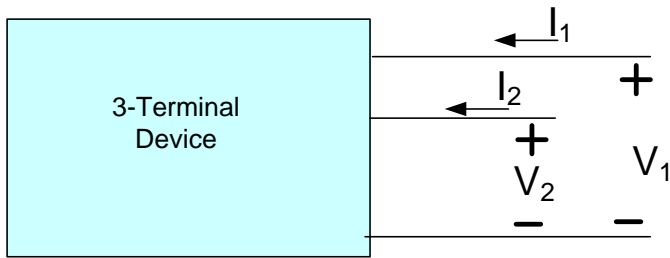 I₁
I₂
3-Terminal
Device
+
+
V₁
V₂
− −